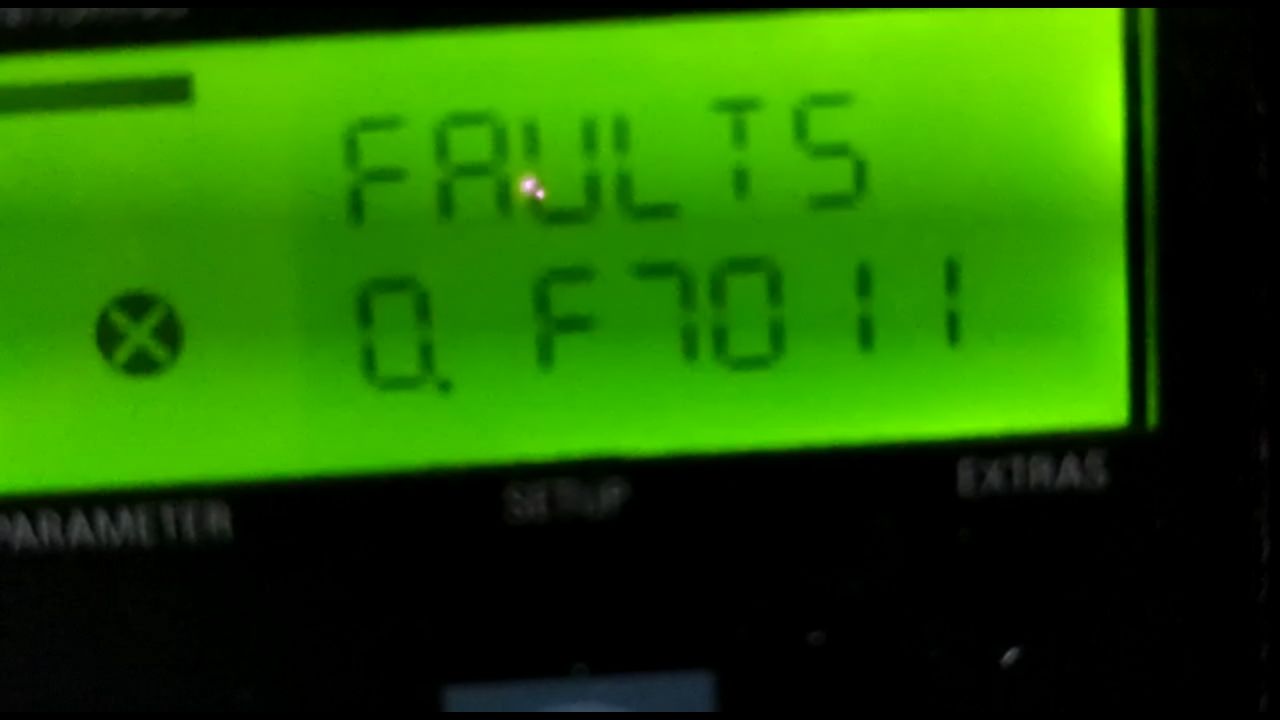 FAULTS
0. F7011
PARAMETER
SETUP
EXTRAS